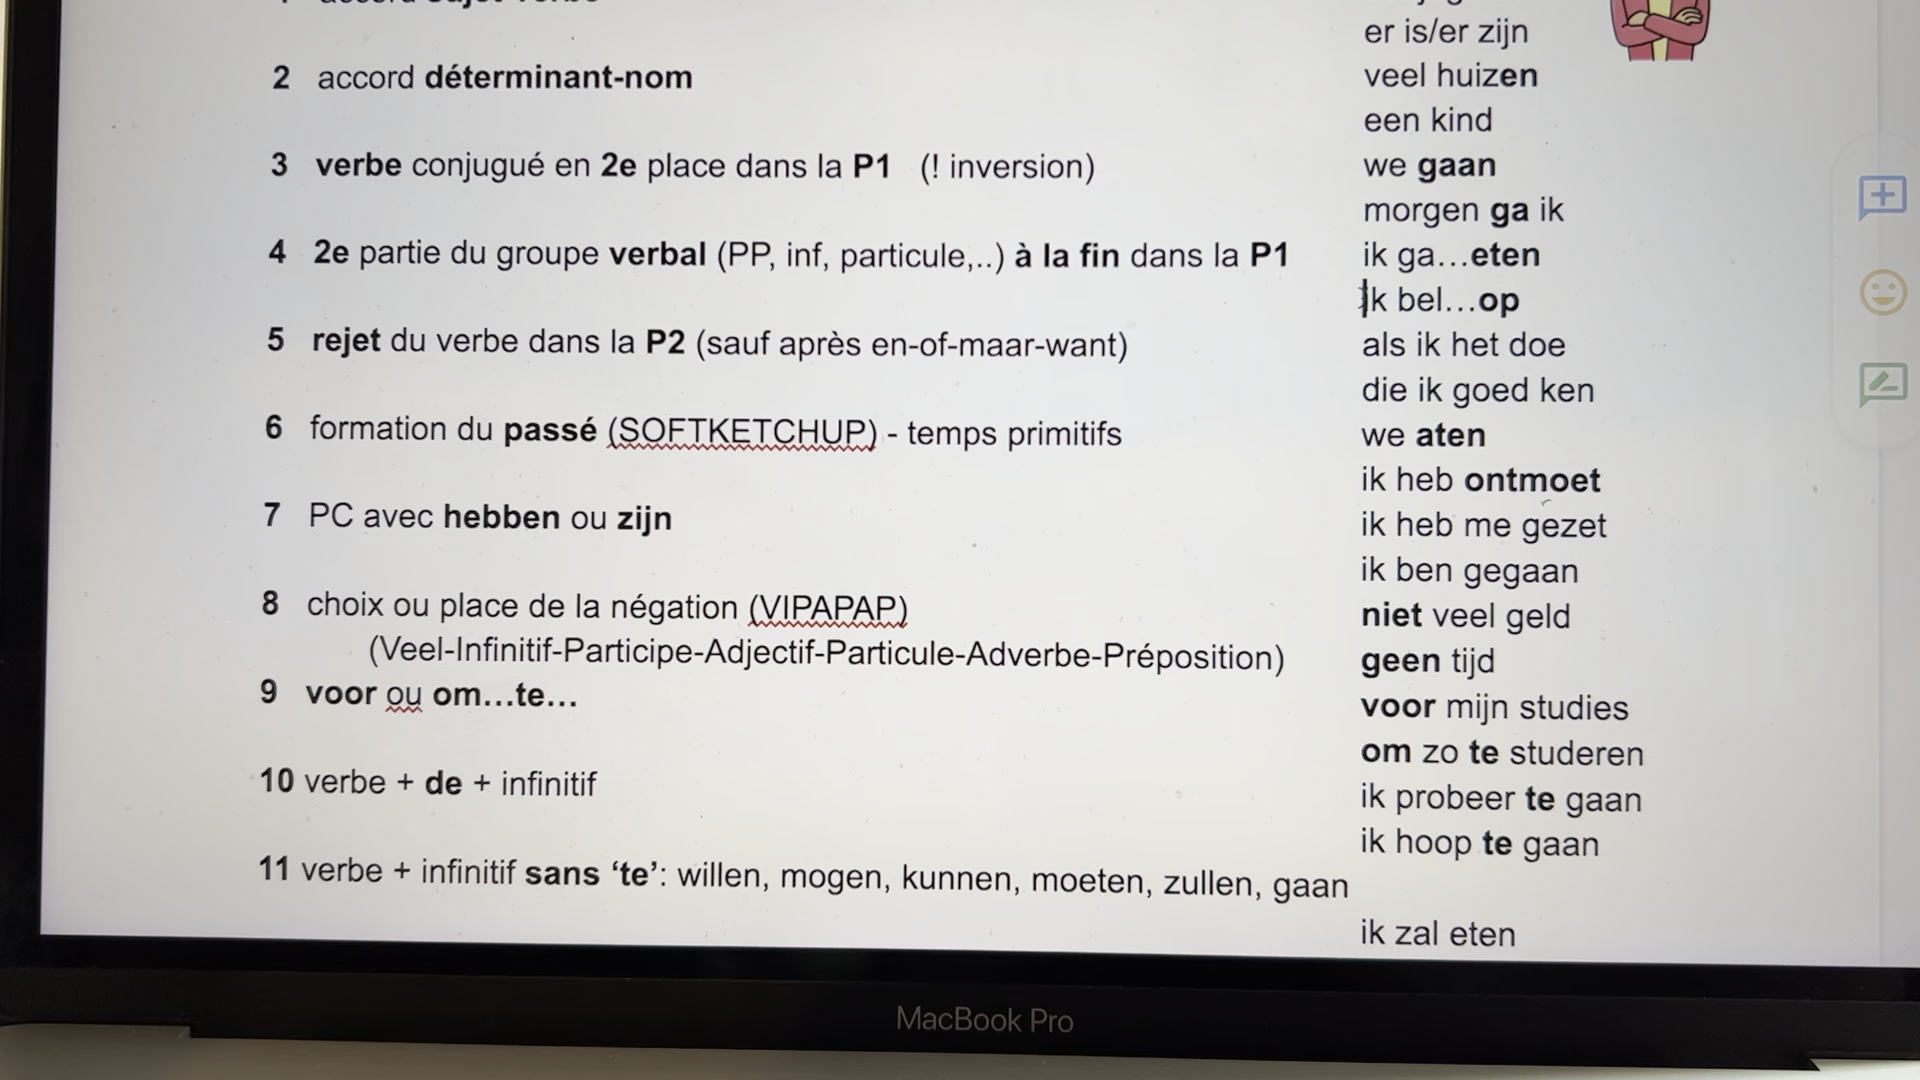 er is/er zijn
2 accord déterminant-nom
veel huizen
een kind
3 verbe conjugué en 2e place dans la P1 (! inversion)
we gaan
morgen ga ik
4 2e partie du groupe verbal (PP, inf, particule,..) à la fin dans la P1
ik ga...eten
Ik bel...op
5 rejet du verbe dans la P2 (sauf après en-of-maar-want)
als ik het doe
die ik goed ken
6 formation du passé (SOFTKETCHUP) - temps primitifs
we aten
ik heb ontmoet
7 PC avec hebben ou zijn
ik heb me gezet
ik ben gegaan
8 choix ou place de la négation (VIPAPAP)
niet veel geld
(Veel-Infinitif-Participe-Adjectif-Particule-Adverbe-Préposition)
geen tijd
9 voor ou om...te...
voor mijn studies
om zo te studeren
10 verbe + de + infinitif
ik probeer te gaan
ik hoop te gaan
11 verbe + infinitif sans ‘te’: willen, mogen, kunnen, moeten, zullen, gaan
ik zal eten
MacBook Pro